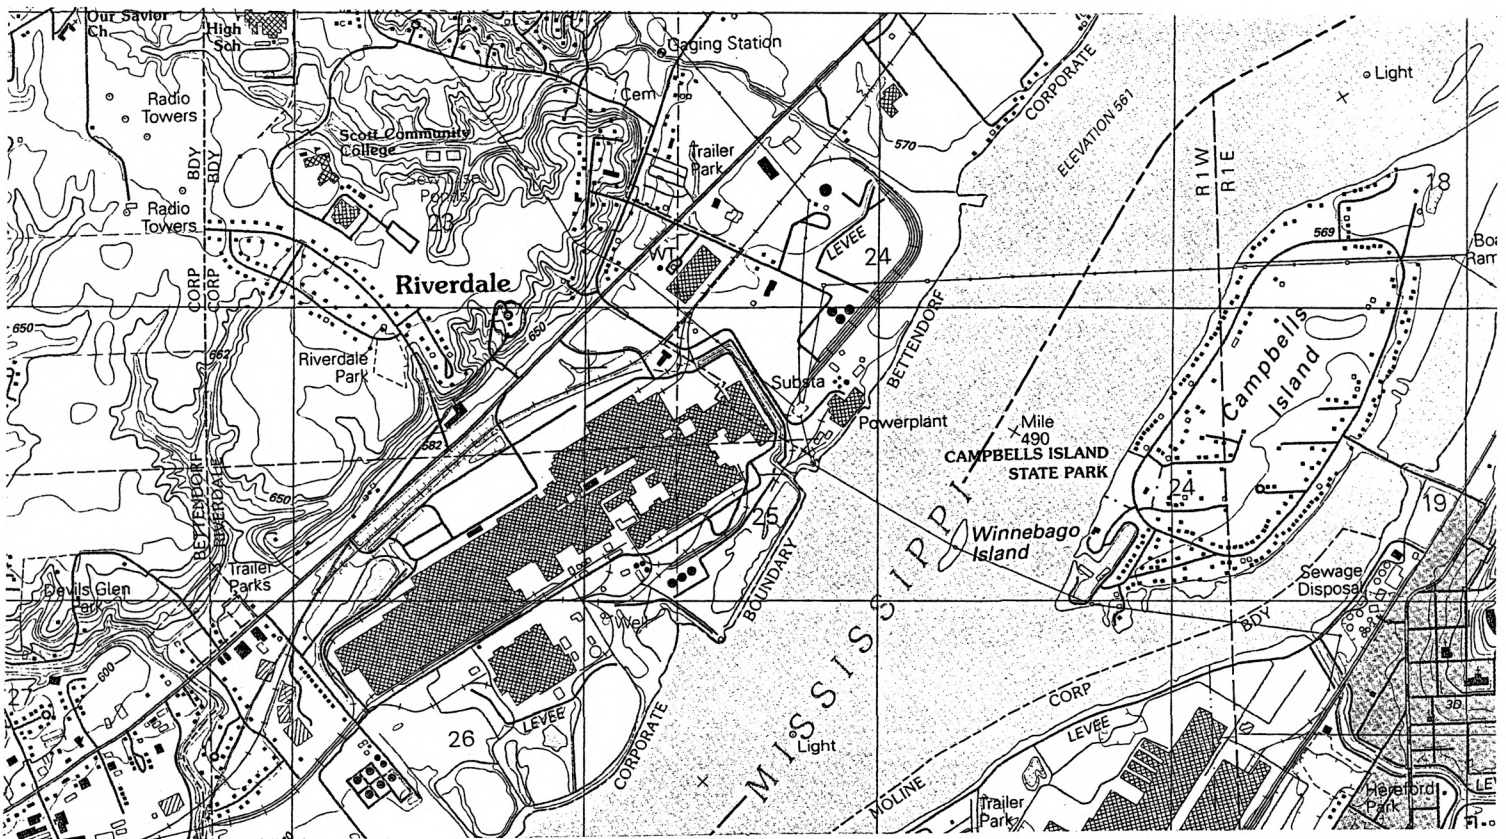 Our Savior
Ch
High
Sch
Gaging Station
Light
Radio
Towers
Cem
CORPORATE
ELEVATION 561
570
Scott Community
College
Trailer
Park
BDY
BDY
R1W
R1E
18
Sewage
Ponds
23
Radio
Towers
LEVEE
24
569
Riverdale
WT
CORP
CORP
650
650
662
BETTENDORF
Campbells
Island
Riverdale
Park
Substa
Powerplant
Mile
490
582
CAMPBELLS ISLAND
STATE PARK
BETTENDORF
RIVERDALE
650
24
19
25
Winnebago
Island
Trailer
Parks
Devils Glen
Park
Sewage
Disposal
BOUNDARY
Well
BDY
600
27
CORP
LEVEE
26
CORPORATE
MISSISSIPPI
Light
LEVEE
MOLINE
Trailer
Park
Hereford
Park